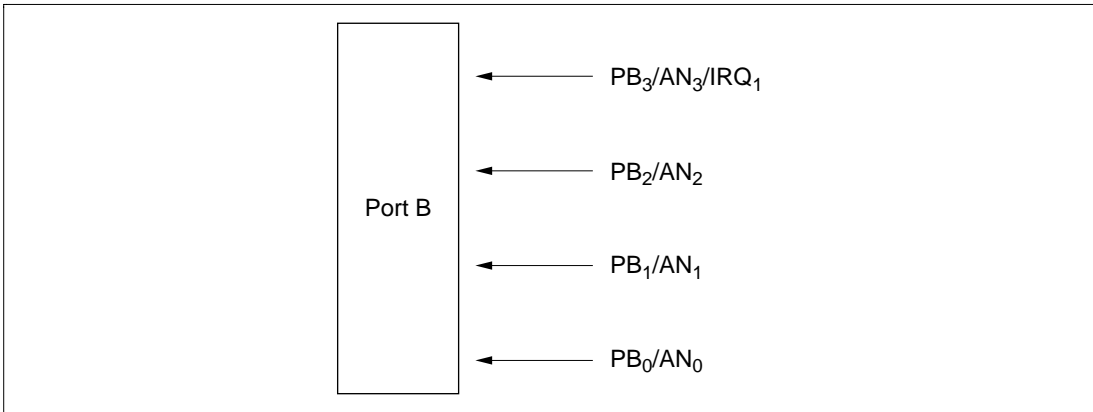 PB₃/AN₃/IRQ₁
PB₂/AN₂
Port B
PB₁/AN₁
PB₀/AN₀